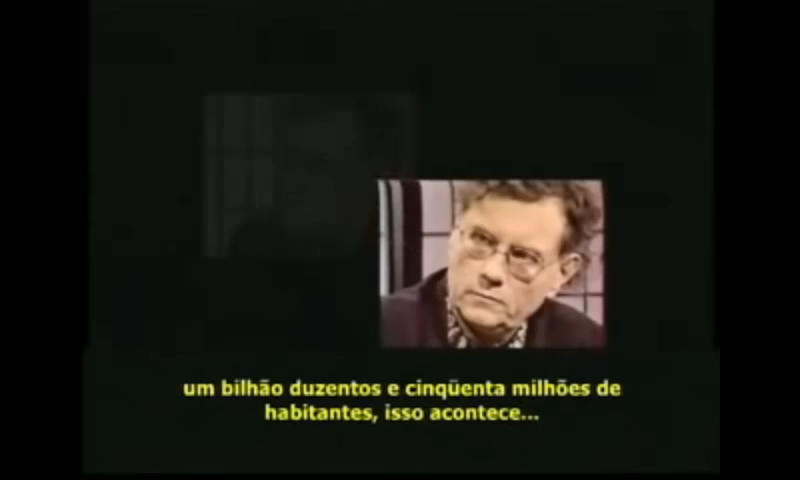 um bilhão duzentos e cinqüenta milhões de
habitantes, isso acontece...